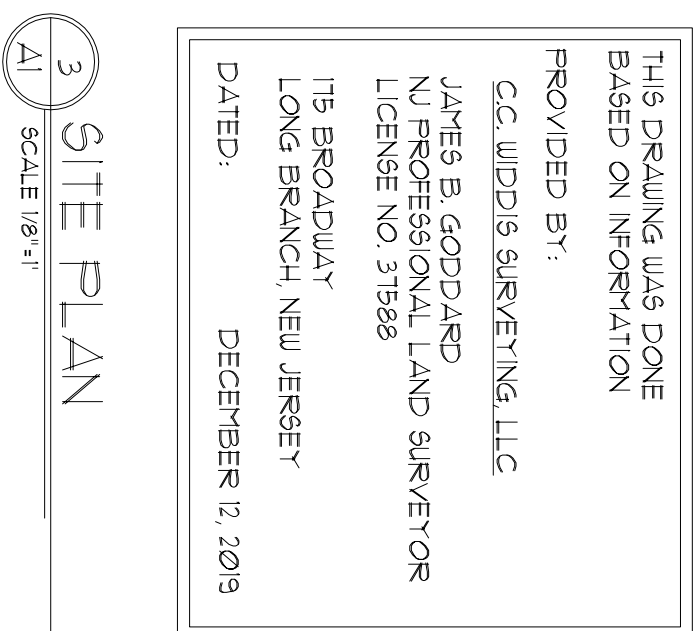 THIS DRAWING WAS DONE
BASED ON INFORMATION
PROVIDED BY:
C.C. WIDDIS SURVEYING, LLC
JAMES B. GODDARD
NJ PROFESSIONAL LAND SURVEYOR
LICENSE NO. 37588
175 BROADWAY
LONG BRANCH, NEW JERSEY
DATED: DECEMBER 12, 2019
3
A1
SITE PLAN
SCALE 1/8"=1'